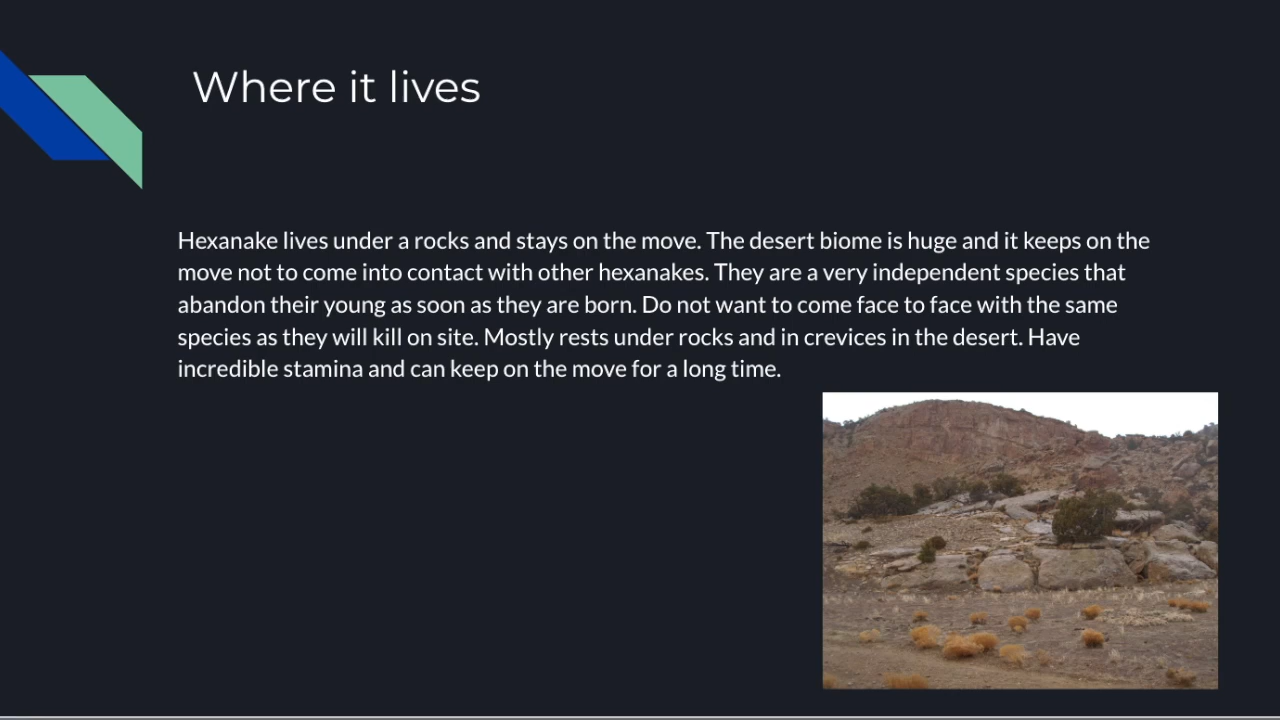 Where it lives
Hexanake lives under a rocks and stays on the move. The desert biome is huge and it keeps on the
move not to come into contact with other hexanakes. They are a very independent species that
abandon their young as soon as they are born. Do not want to come face to face with the same
species as they will kill on site. Mostly rests under rocks and in crevices in the desert. Have
incredible stamina and can keep on the move for a long time.